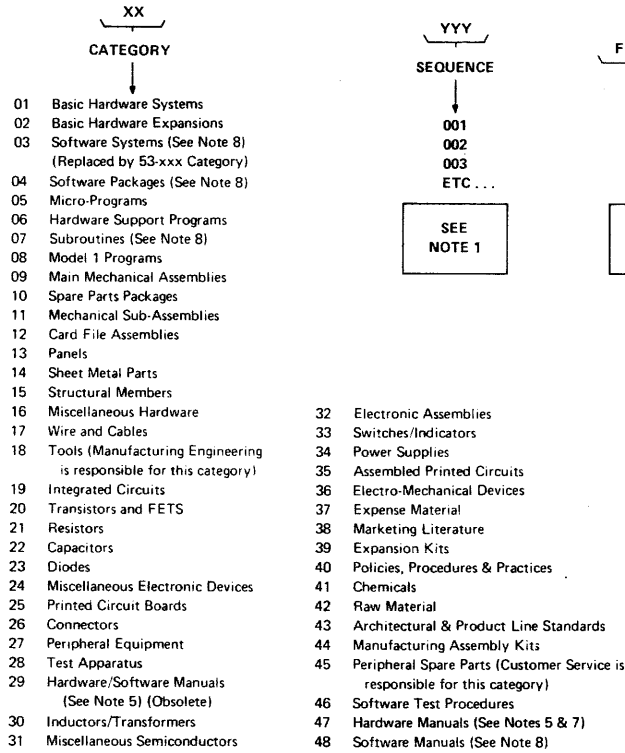 XX
CATEGORY
01 Basic Hardware Systems
02 Basic Hardware Expansions
03 Software Systems (See Note 8)
(Replaced by 53-xxx Category)
04 Software Packages (See Note 8)
05 Micro-Programs
06 Hardware Support Programs
07 Subroutines (See Note 8)
08 Model 1 Programs
09 Main Mechanical Assemblies
10 Spare Parts Packages
11 Mechanical Sub-Assemblies
12 Card File Assemblies
13 Panels
14 Sheet Metal Parts
15 Structural Members
16 Miscellaneous Hardware
17 Wire and Cables
18 Tools (Manufacturing Engineering
is responsible for this category)
19 Integrated Circuits
20 Transistors and FETS
21 Resistors
22 Capacitors
23 Diodes
24 Miscellaneous Electronic Devices
25 Printed Circuit Boards
26 Connectors
27 Peripheral Equipment
28 Test Apparatus
29 Hardware/Software Manuals
(See Note 5) (Obsolete)
30 Inductors/Transformers
31 Miscellaneous Semiconductors
YYY
SEQUENCE
001
002
003
ETC...
SEE
NOTE 1
F
32 Electronic Assemblies
33 Switches/Indicators
34 Power Supplies
35 Assembled Printed Circuits
36 Electro-Mechanical Devices
37 Expense Material
38 Marketing Literature
39 Expansion Kits
40 Policies, Procedures & Practices
41 Chemicals
42 Raw Material
43 Architectural & Product Line Standards
44 Manufacturing Assembly Kits
45 Peripheral Spare Parts (Customer Service is
responsible for this category)
46 Software Test Procedures
47 Hardware Manuals (See Notes 5 & 7)
48 Software Manuals (See Note 8)